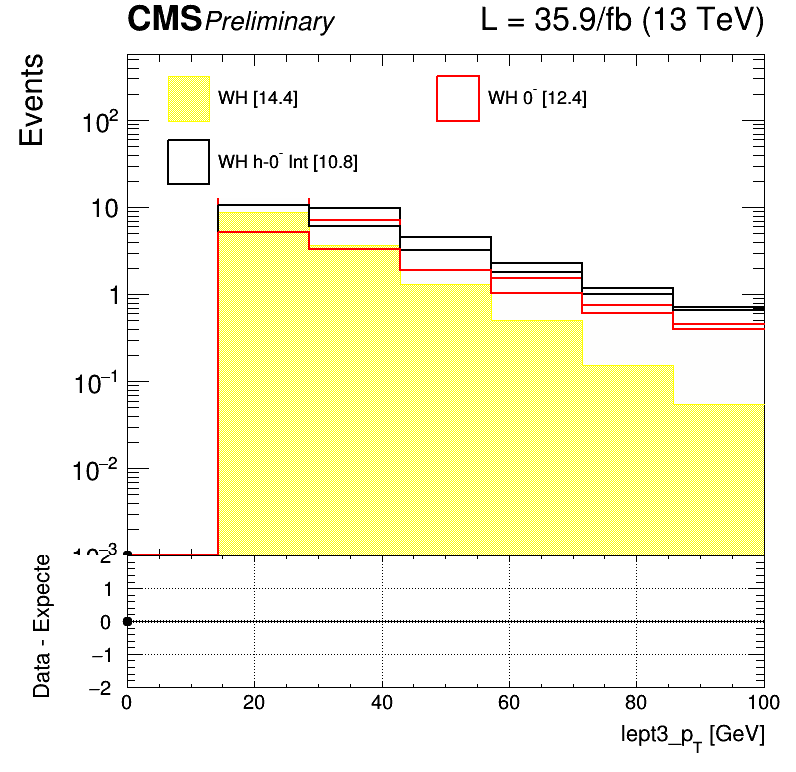 CMS Preliminary L = 35.9/fb (13 TeV)
WH [14.4] WH 0⁻ [12.4]
WH h-0⁻ Int [10.8]
Events
10²
10
1
10⁻¹
10⁻²
10⁻³
Data - Expecte
2
1
0
−1
−2
0 20 40 60 80 100
lept3_p_T [GeV]